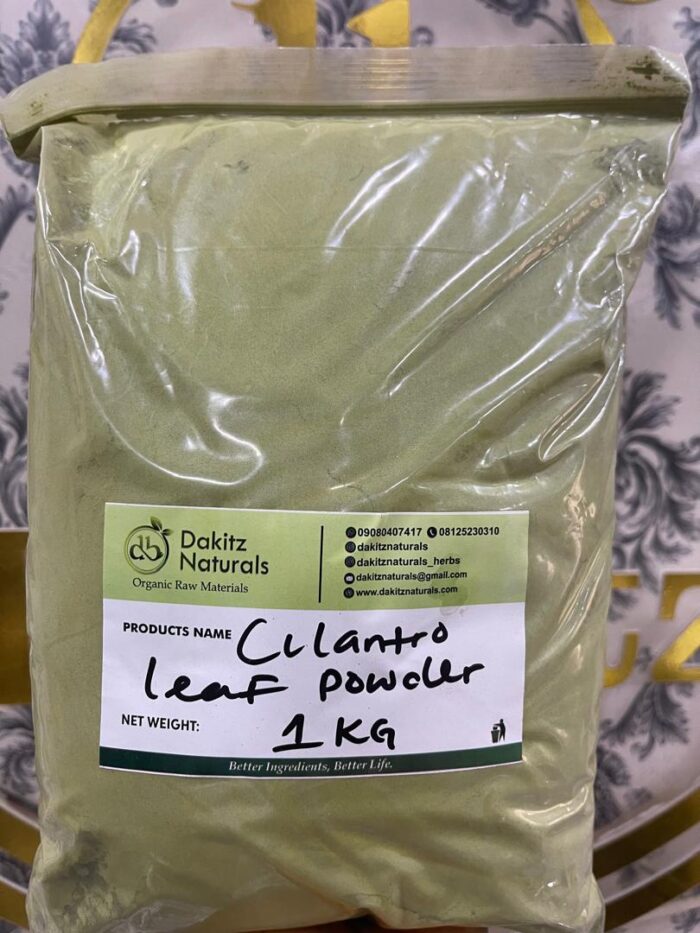 Dakitz
Naturals
Organic Raw Materials
09080407417 08125230310
dakitznaturals
dakitznaturals_herbs
dakitznaturals@gmail.com
www.dakitznaturals.com
PRODUCTS NAME Cilantro
leaf powder
NET WEIGHT: 1 KG
Better Ingredients, Better Life.